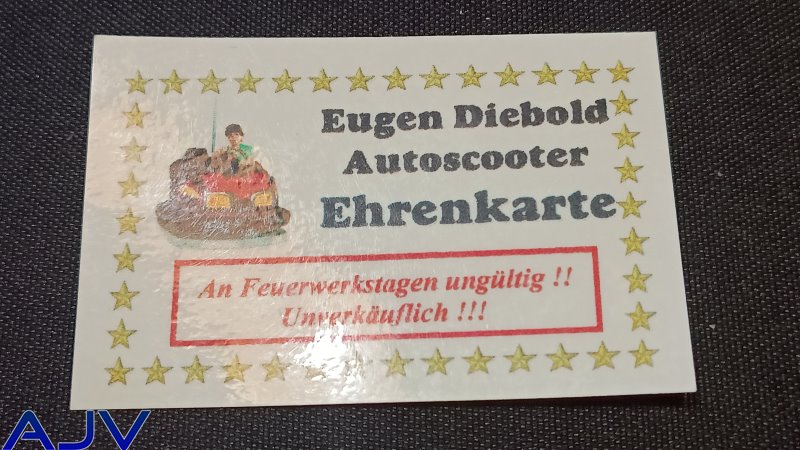 Eugen Diebold
Autoscooter
Ehrenkarte
An Feuerwerkstagen ungültig !!
Unverkäuflich !!!
AJV